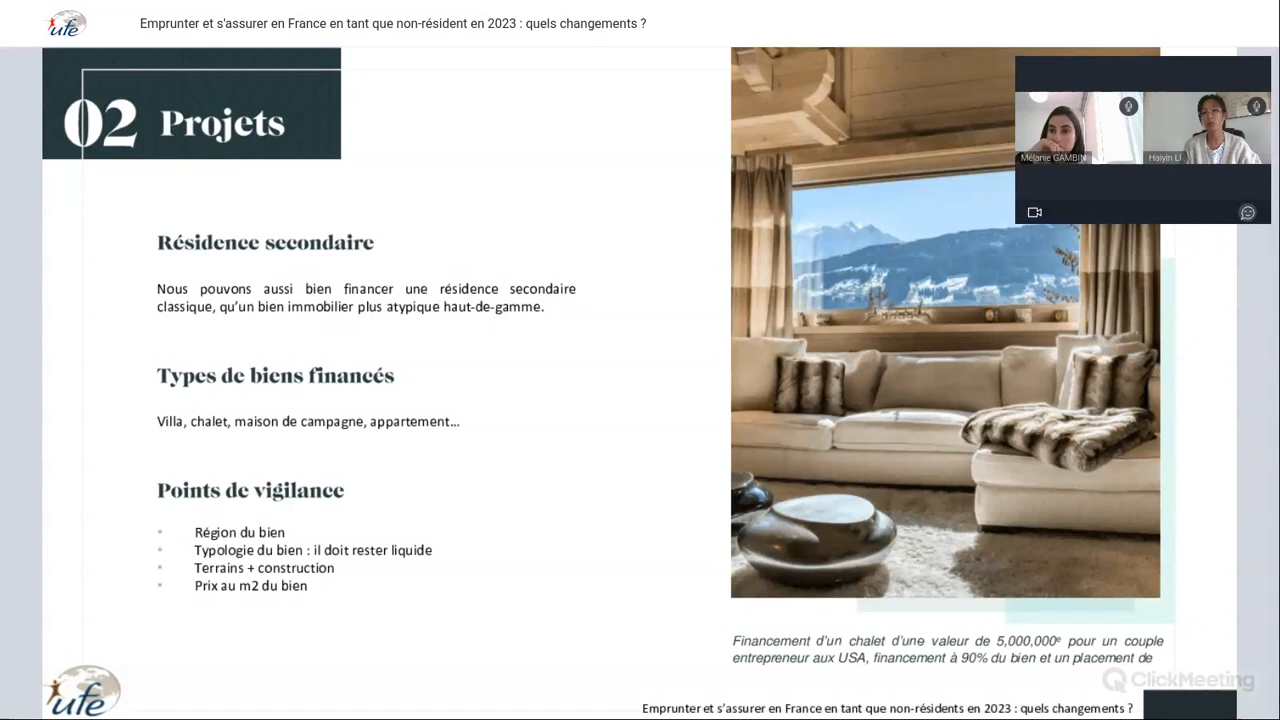 ufe
Emprunter et s'assurer en France en tant que non-résident en 2023 : quels changements ?
02 Projets
Mélanie GAMBIN
Haiyin LI
Résidence secondaire
Nous pouvons aussi bien financer une résidence secondaire
classique, qu'un bien immobilier plus atypique haut-de-gamme.
Types de biens financés
Villa, chalet, maison de campagne, appartement...
Points de vigilance
• Région du bien
• Typologie du bien : il doit rester liquide
• Terrains + construction
• Prix au m2 du bien
Financement d'un chalet d'une valeur de 5,000,000ᵉ pour un couple
entrepreneur aux USA, financement à 90% du bien et un placement de
ClickMeeting
ufe
Emprunter et s'assurer en France en tant que non-résidents en 2023 : quels changements ?